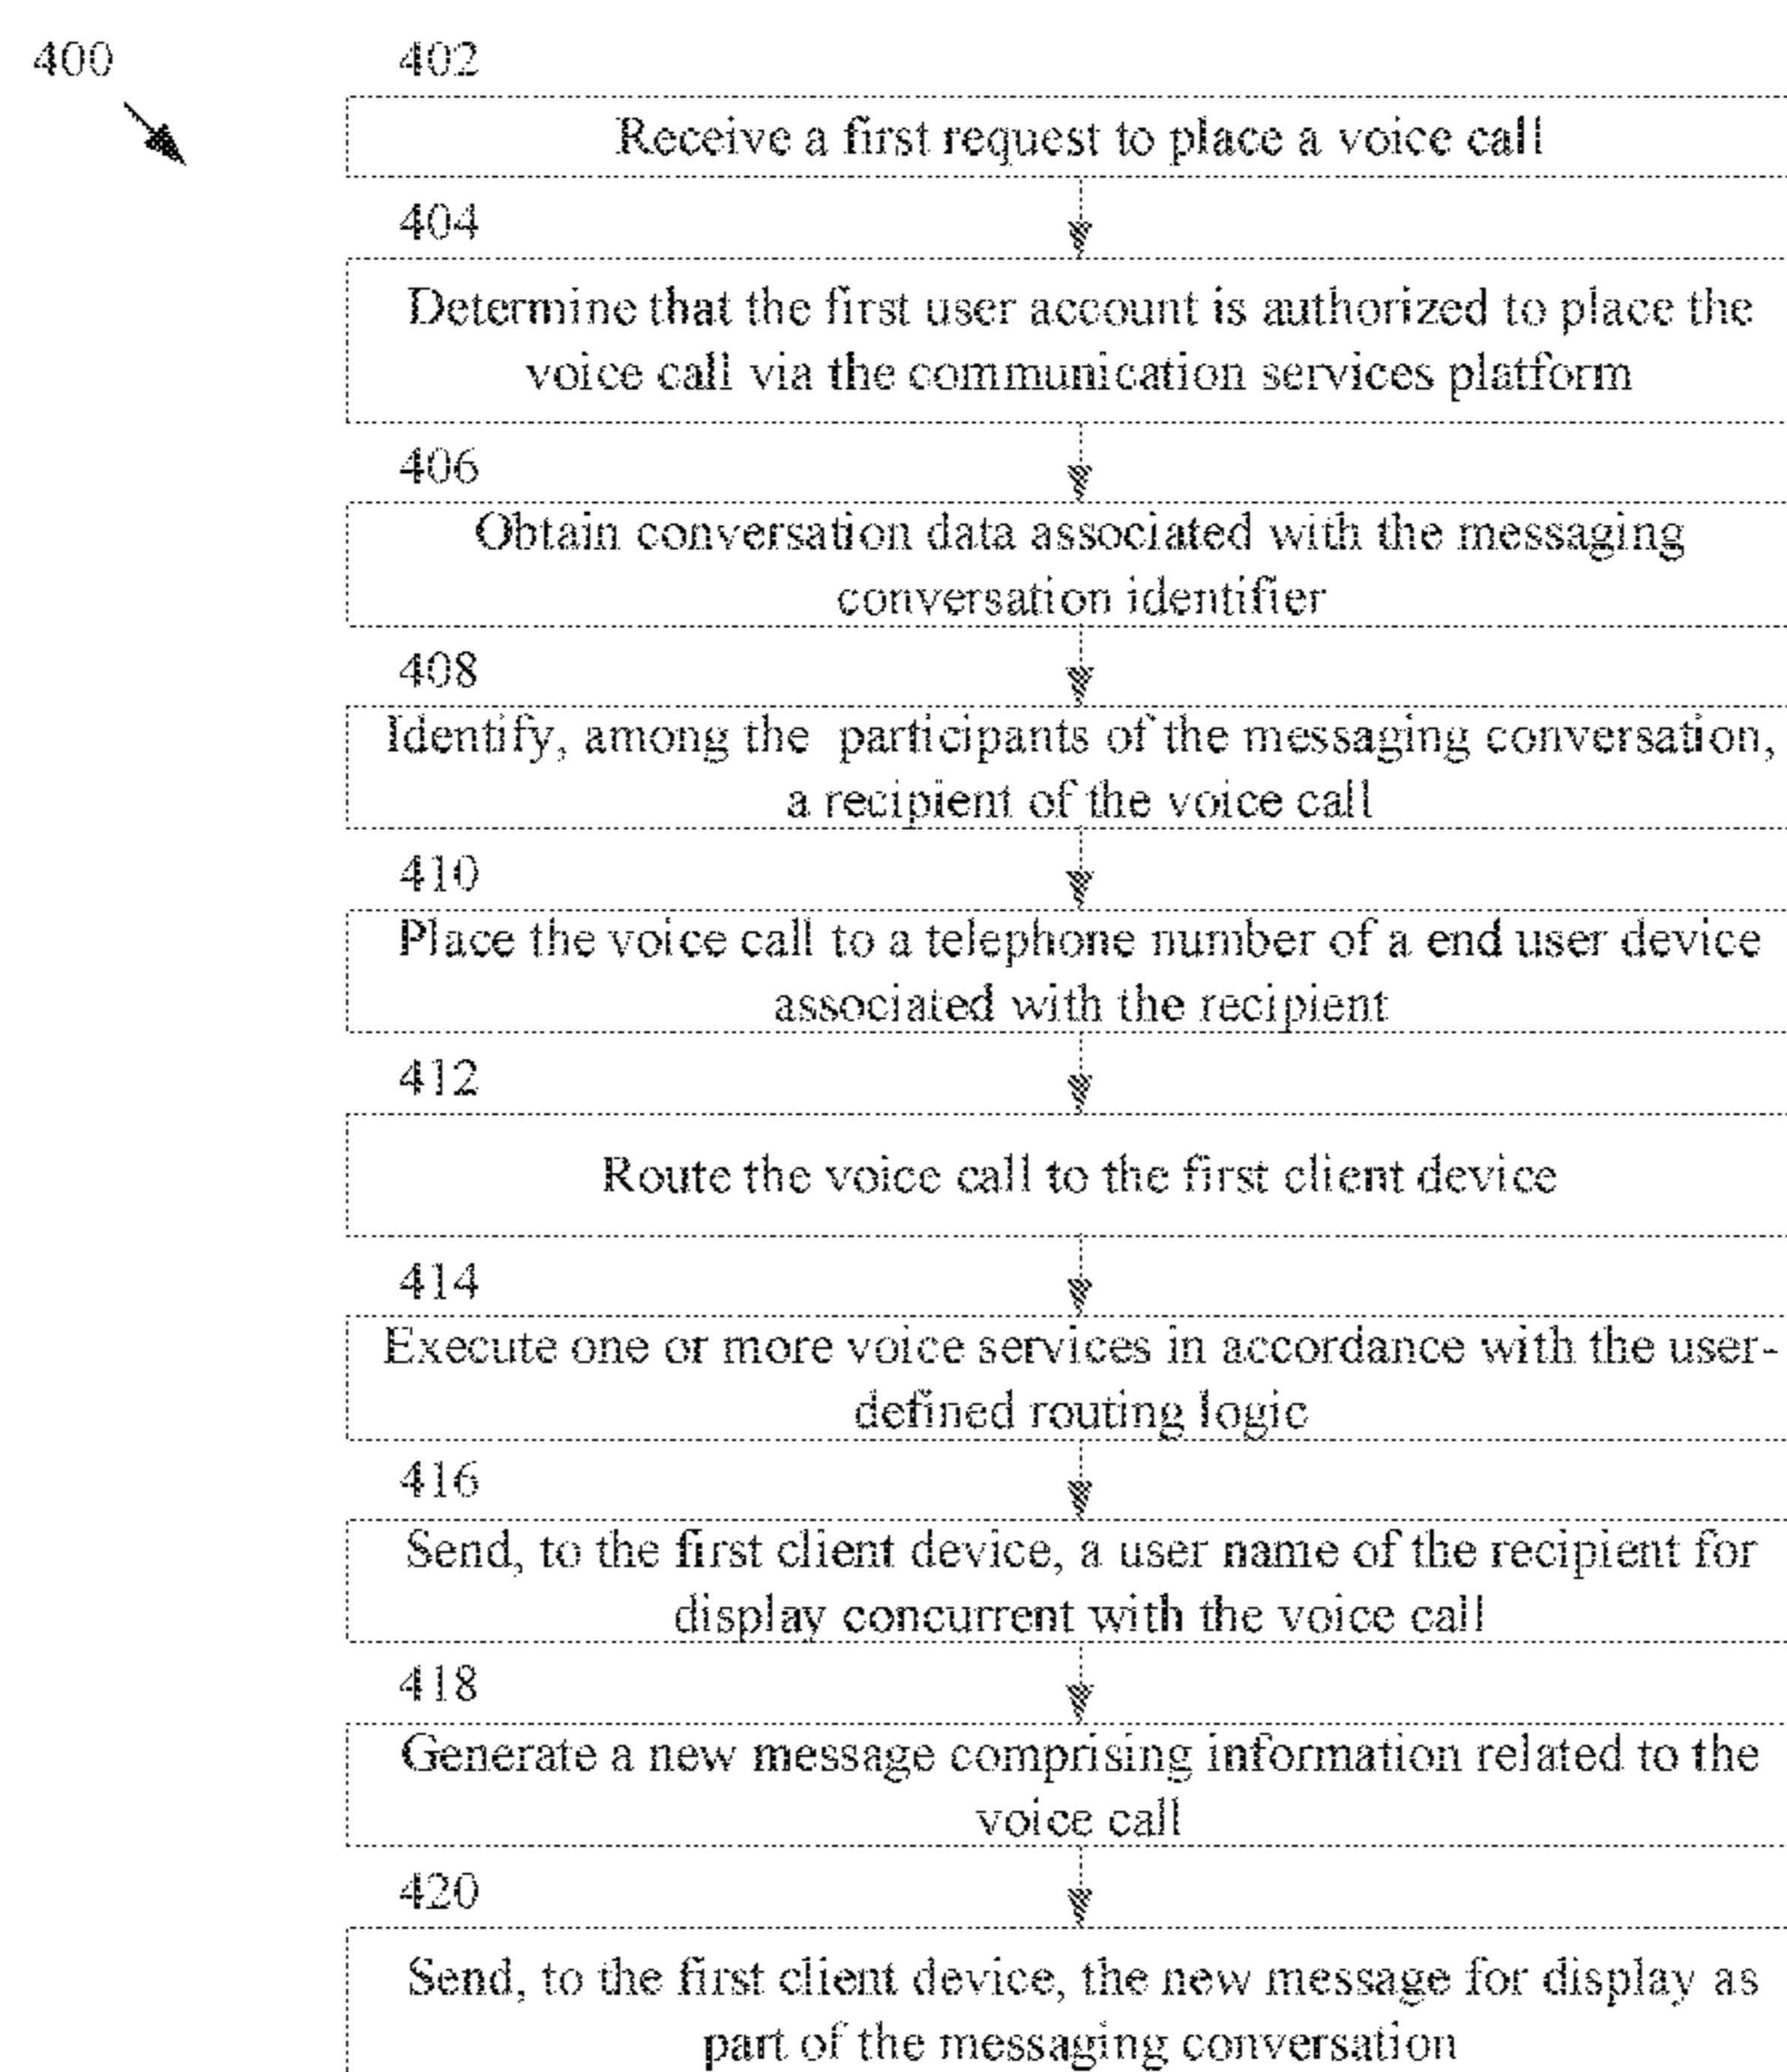 400
402
Receive a first request to place a voice call
404
Determine that the first user account is authorized to place the
voice call via the communication services platform
406
Obtain conversation data associated with the messaging
conversation identifier
408
Identify, among the participants of the messaging conversation,
a recipient of the voice call
410
Place the voice call to a telephone number of a end user device
associated with the recipient
412
Route the voice call to the first client device
414
Execute one or more voice services in accordance with the user-
defined routing logic
416
Send, to the first client device, a user name of the recipient for
display concurrent with the voice call
418
Generate a new message comprising information related to the
voice call
420
Send, to the first client device, the new message for display as
part of the messaging conversation